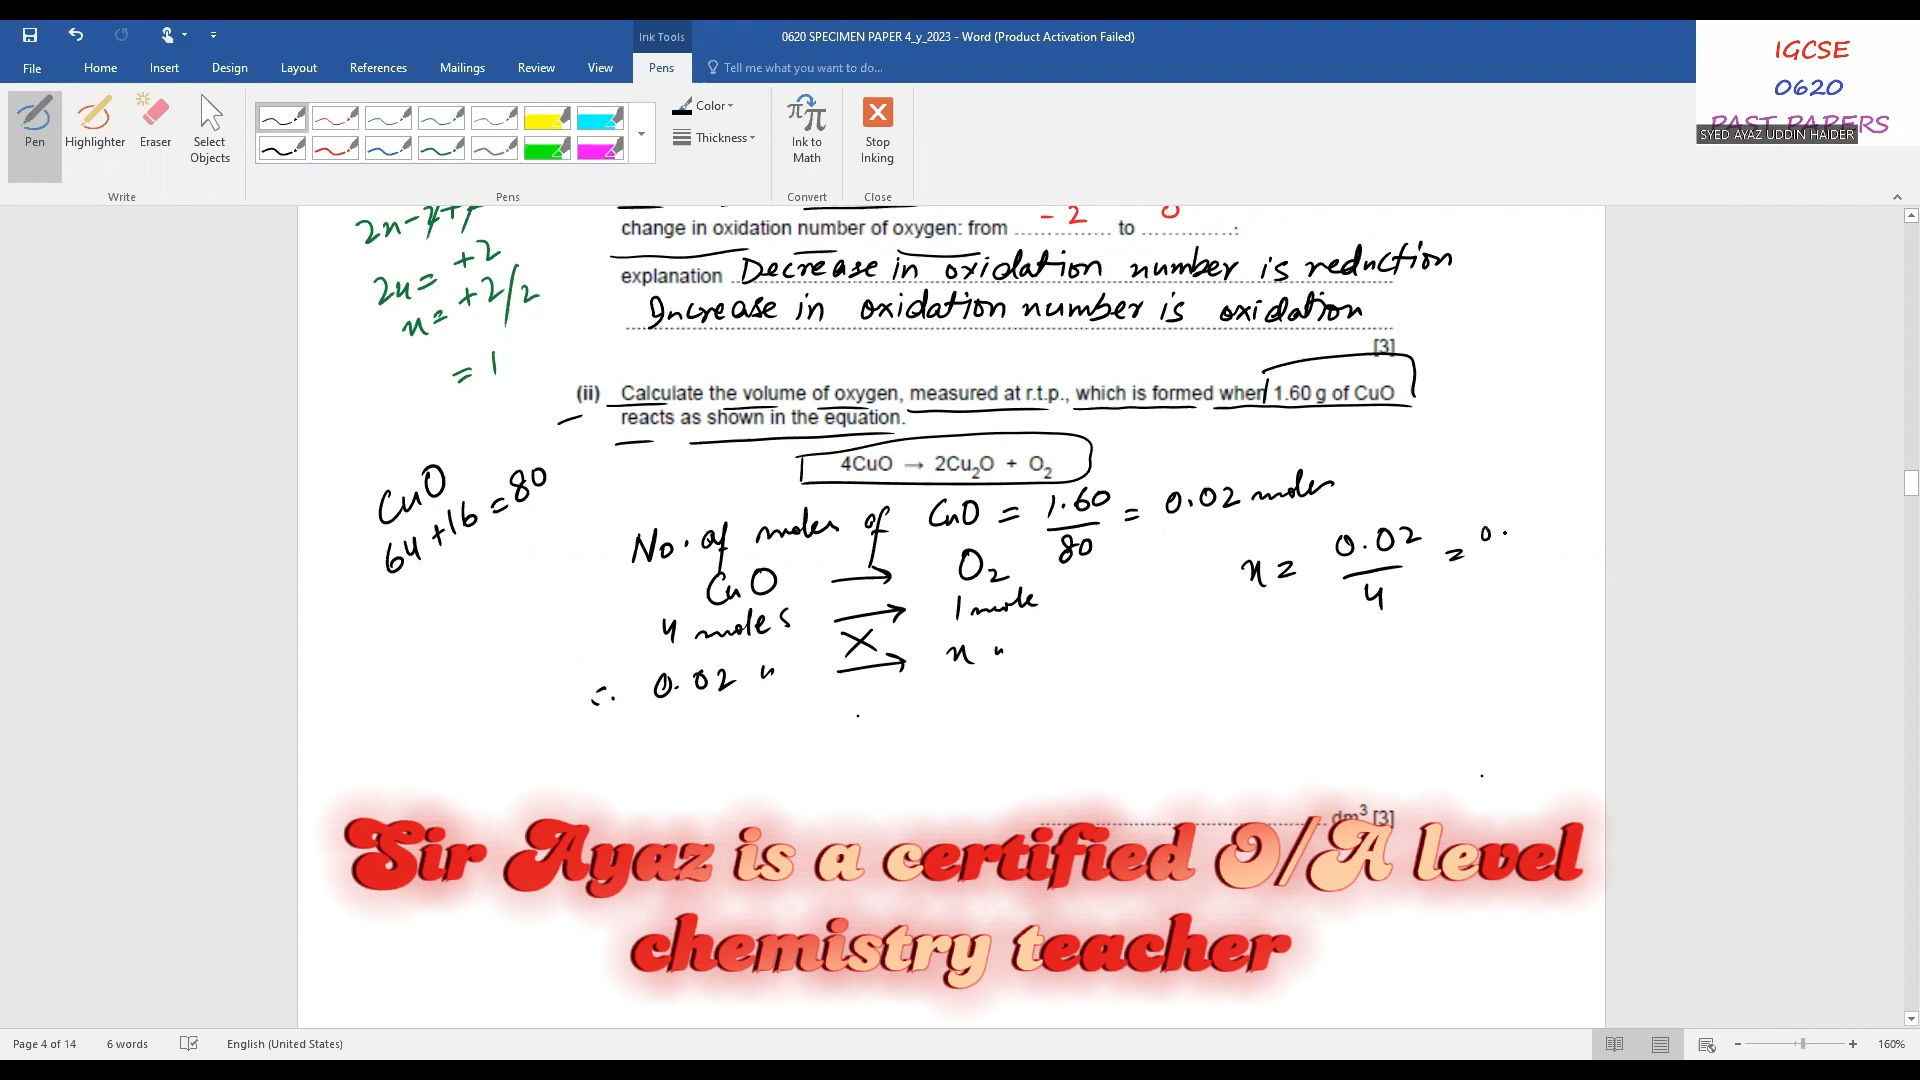 Ink Tools
0620 SPECIMEN PAPER 4_y_2023 - Word (Product Activation Failed)
File
Home
Insert
Design
Layout
References
Mailings
Review
View
Pens
Tell me what you want to do...
IGCSE
0620
PAST PAPERS
SYED AYAZ UDDIN HAIDER
Pen
Highlighter
Eraser
Select Objects
Color
Thickness
Ink to Math
Stop Inking
Write
Pens
Convert
Close
change in oxidation number of oxygen: from - 2 to 0
explanation Decrease in oxidation number is reduction
Increase in oxidation number is oxidation
[3]
+2
2n=
+2/2
n=
= 1
(ii) Calculate the volume of oxygen, measured at r.t.p., which is formed when 1.60 g of CuO
reacts as shown in the equation.
4CuO → 2Cu₂O + O₂
CuO
64+16=80
No. of moles of CuO = 1.60/80 = 0.02 moles
CuO → O₂
4 moles → 1 mole
∴ 0.02 " → n "
n = 0.02/4 = 0.
dm³ [3]
Sir Ayaz is a certified O/A level
chemistry teacher
Page 4 of 14
6 words
English (United States)
160%